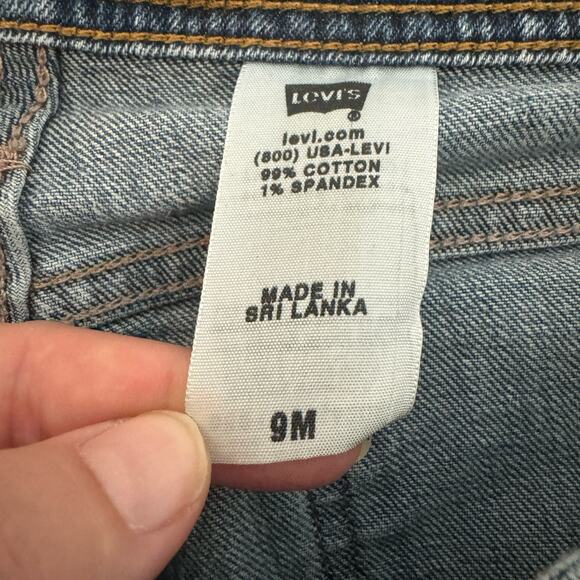 LEVI'S
®
levi.com
(800) USA-LEVI
99% COTTON
1% SPANDEX
MADE IN
SRI LANKA
9M